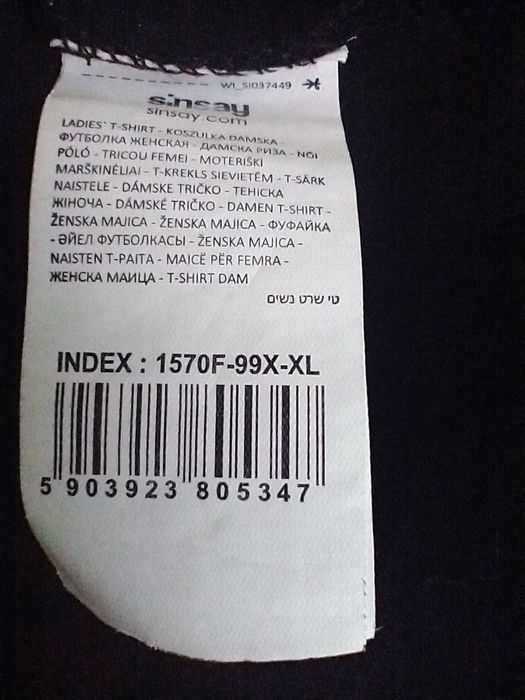 WI_SI037449
sinsay
sinsay.com
LADIES' T-SHIRT - KOSZULKA DAMSKA -
ФУТБОЛКА ЖЕНСКАЯ - ДАМСКА РИЗА - NŐI
PÓLÓ - TRICOU FEMEI - MOTERIŠKI
MARŠKINĖLIAI - T-KREKLS SIEVIETĒM - T-SÄRK
NAISTELE - DÁMSKE TRIČKO - ТЕНІСКА
ЖІНОЧА - DÁMSKÉ TRIČKO - DAMEN T-SHIRT -
ŽENSKA MAJICA - ŽENSKA MAJICA - ФУФАЙКА
- ӘЙЕЛ ФУТБОЛКАСЫ - ŽENSKA MAJICA -
NAISTEN T-PAITA - MAICË PËR FEMRA -
ЖЕНСКА МАИЦА - T-SHIRT DAM
טי שרט נשים
INDEX : 1570F-99X-XL
5 903923 805347